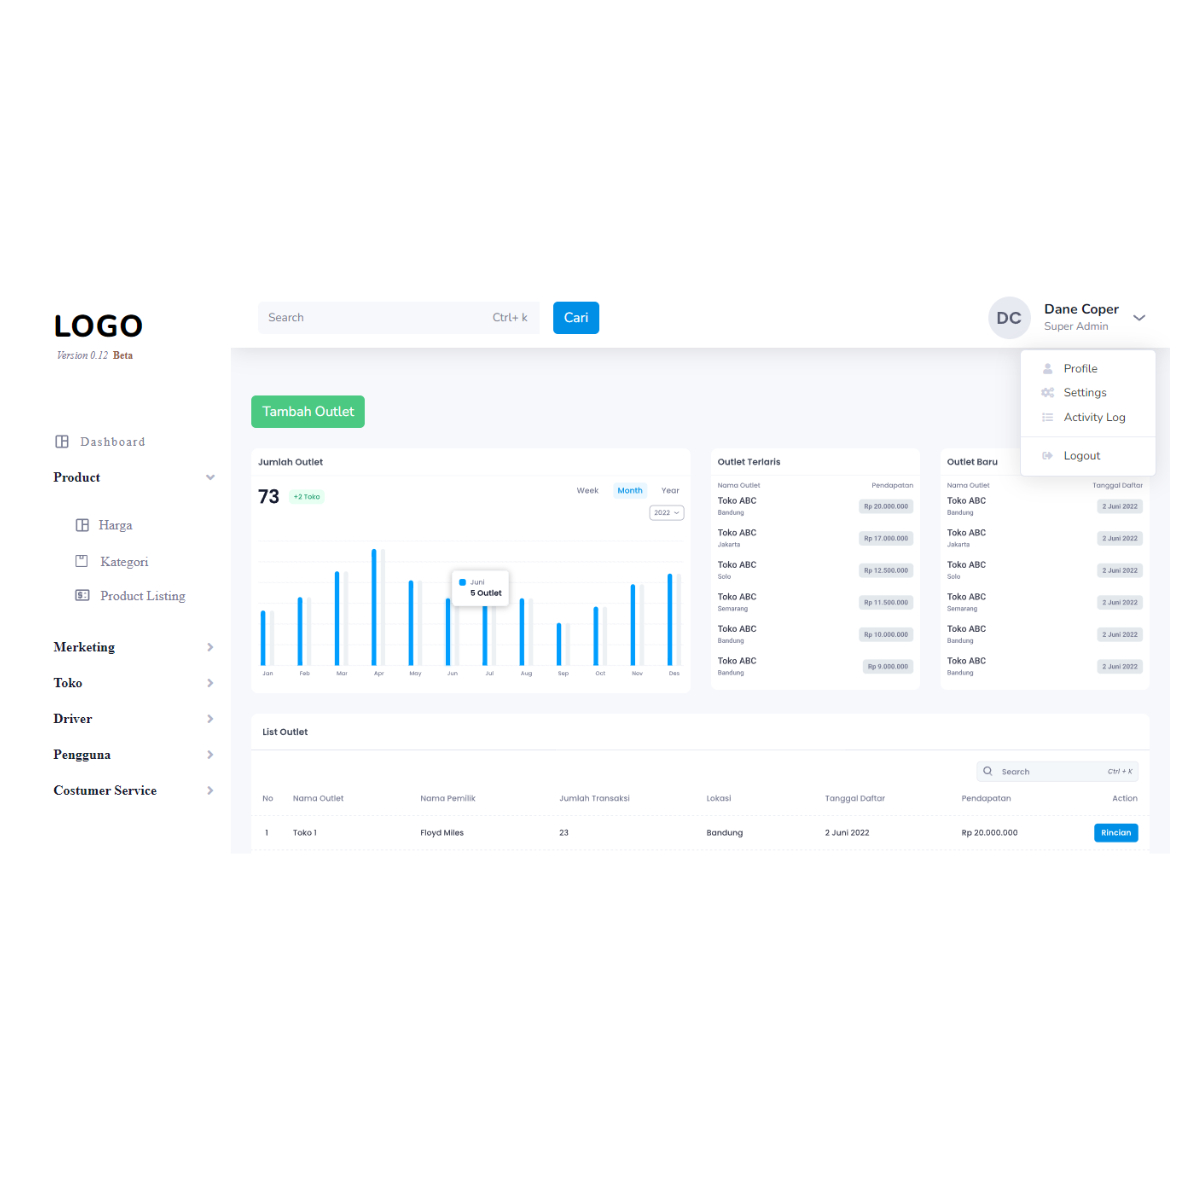 LOGO
Version 0.12 Beta
Dashboard
Product
Harga
Kategori
Product Listing
Merketing
Toko
Driver
Pengguna
Costumer Service
Search Ctrl+ k
Cari
DC
Dane Coper
Super Admin
Profile
Settings
Activity Log
Logout
Tambah Outlet
Jumlah Outlet
73 +2 Toko
Week Month Year
2022
Juni
5 Outlet
Jan Feb Mar Apr May Jun Jul Aug Sep Oct Nov Des
Outlet Terlaris
Nama Outlet Pendapatan
Toko ABC
Bandung
Rp 20.000.000
Toko ABC
Jakarta
Rp 17.000.000
Toko ABC
Solo
Rp 12.500.000
Toko ABC
Semarang
Rp 11.500.000
Toko ABC
Bandung
Rp 10.000.000
Toko ABC
Bandung
Rp 9.000.000
Outlet Baru
Nama Outlet Tanggal Daftar
Toko ABC
Bandung
2 Juni 2022
Toko ABC
Jakarta
2 Juni 2022
Toko ABC
Solo
2 Juni 2022
Toko ABC
Semarang
2 Juni 2022
Toko ABC
Bandung
2 Juni 2022
Toko ABC
Bandung
2 Juni 2022
List Outlet
Search Ctrl + K
No Nama Outlet Nama Pemilik Jumlah Transaksi Lokasi Tanggal Daftar Pendapatan Action
1 Toko 1 Floyd Miles 23 Bandung 2 Juni 2022 Rp 20.000.000 Rincian